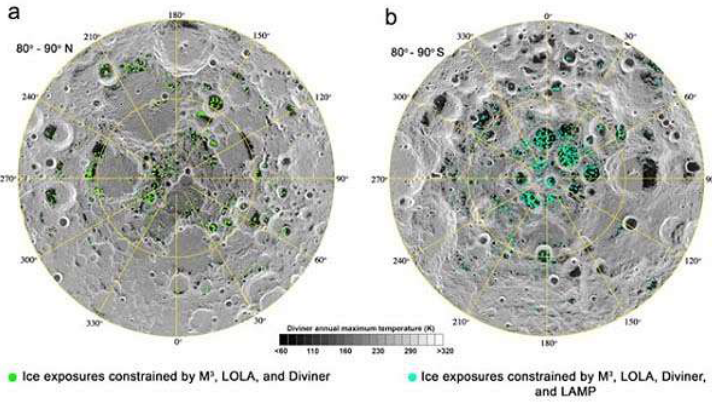 a
b
180°
0°
80° - 90° N
210°
330°
30°
80° - 90° S
240°
120°
300°
60°
270°
90°
270°
90°
300°
60°
240°
120°
330°
30°
210°
150°
0°
180°
Diviner annual maximum temperature (K)
<60 110 160 230 290 >320
Ice exposures constrained by M³, LOLA, and Diviner
Ice exposures constrained by M³, LOLA, Diviner,
and LAMP